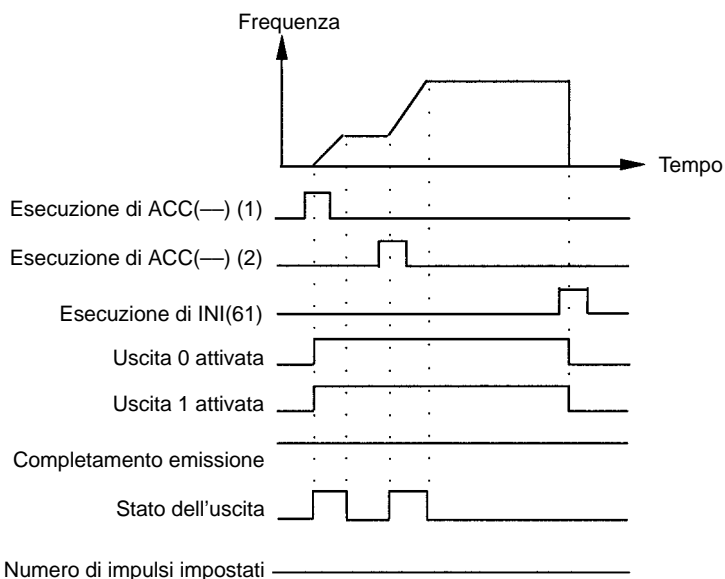 Frequenza
Tempo
Esecuzione di ACC(––) (1)
Esecuzione di ACC(––) (2)
Esecuzione di INI(61)
Uscita 0 attivata
Uscita 1 attivata
Completamento emissione
Stato dell'uscita
Numero di impulsi impostati